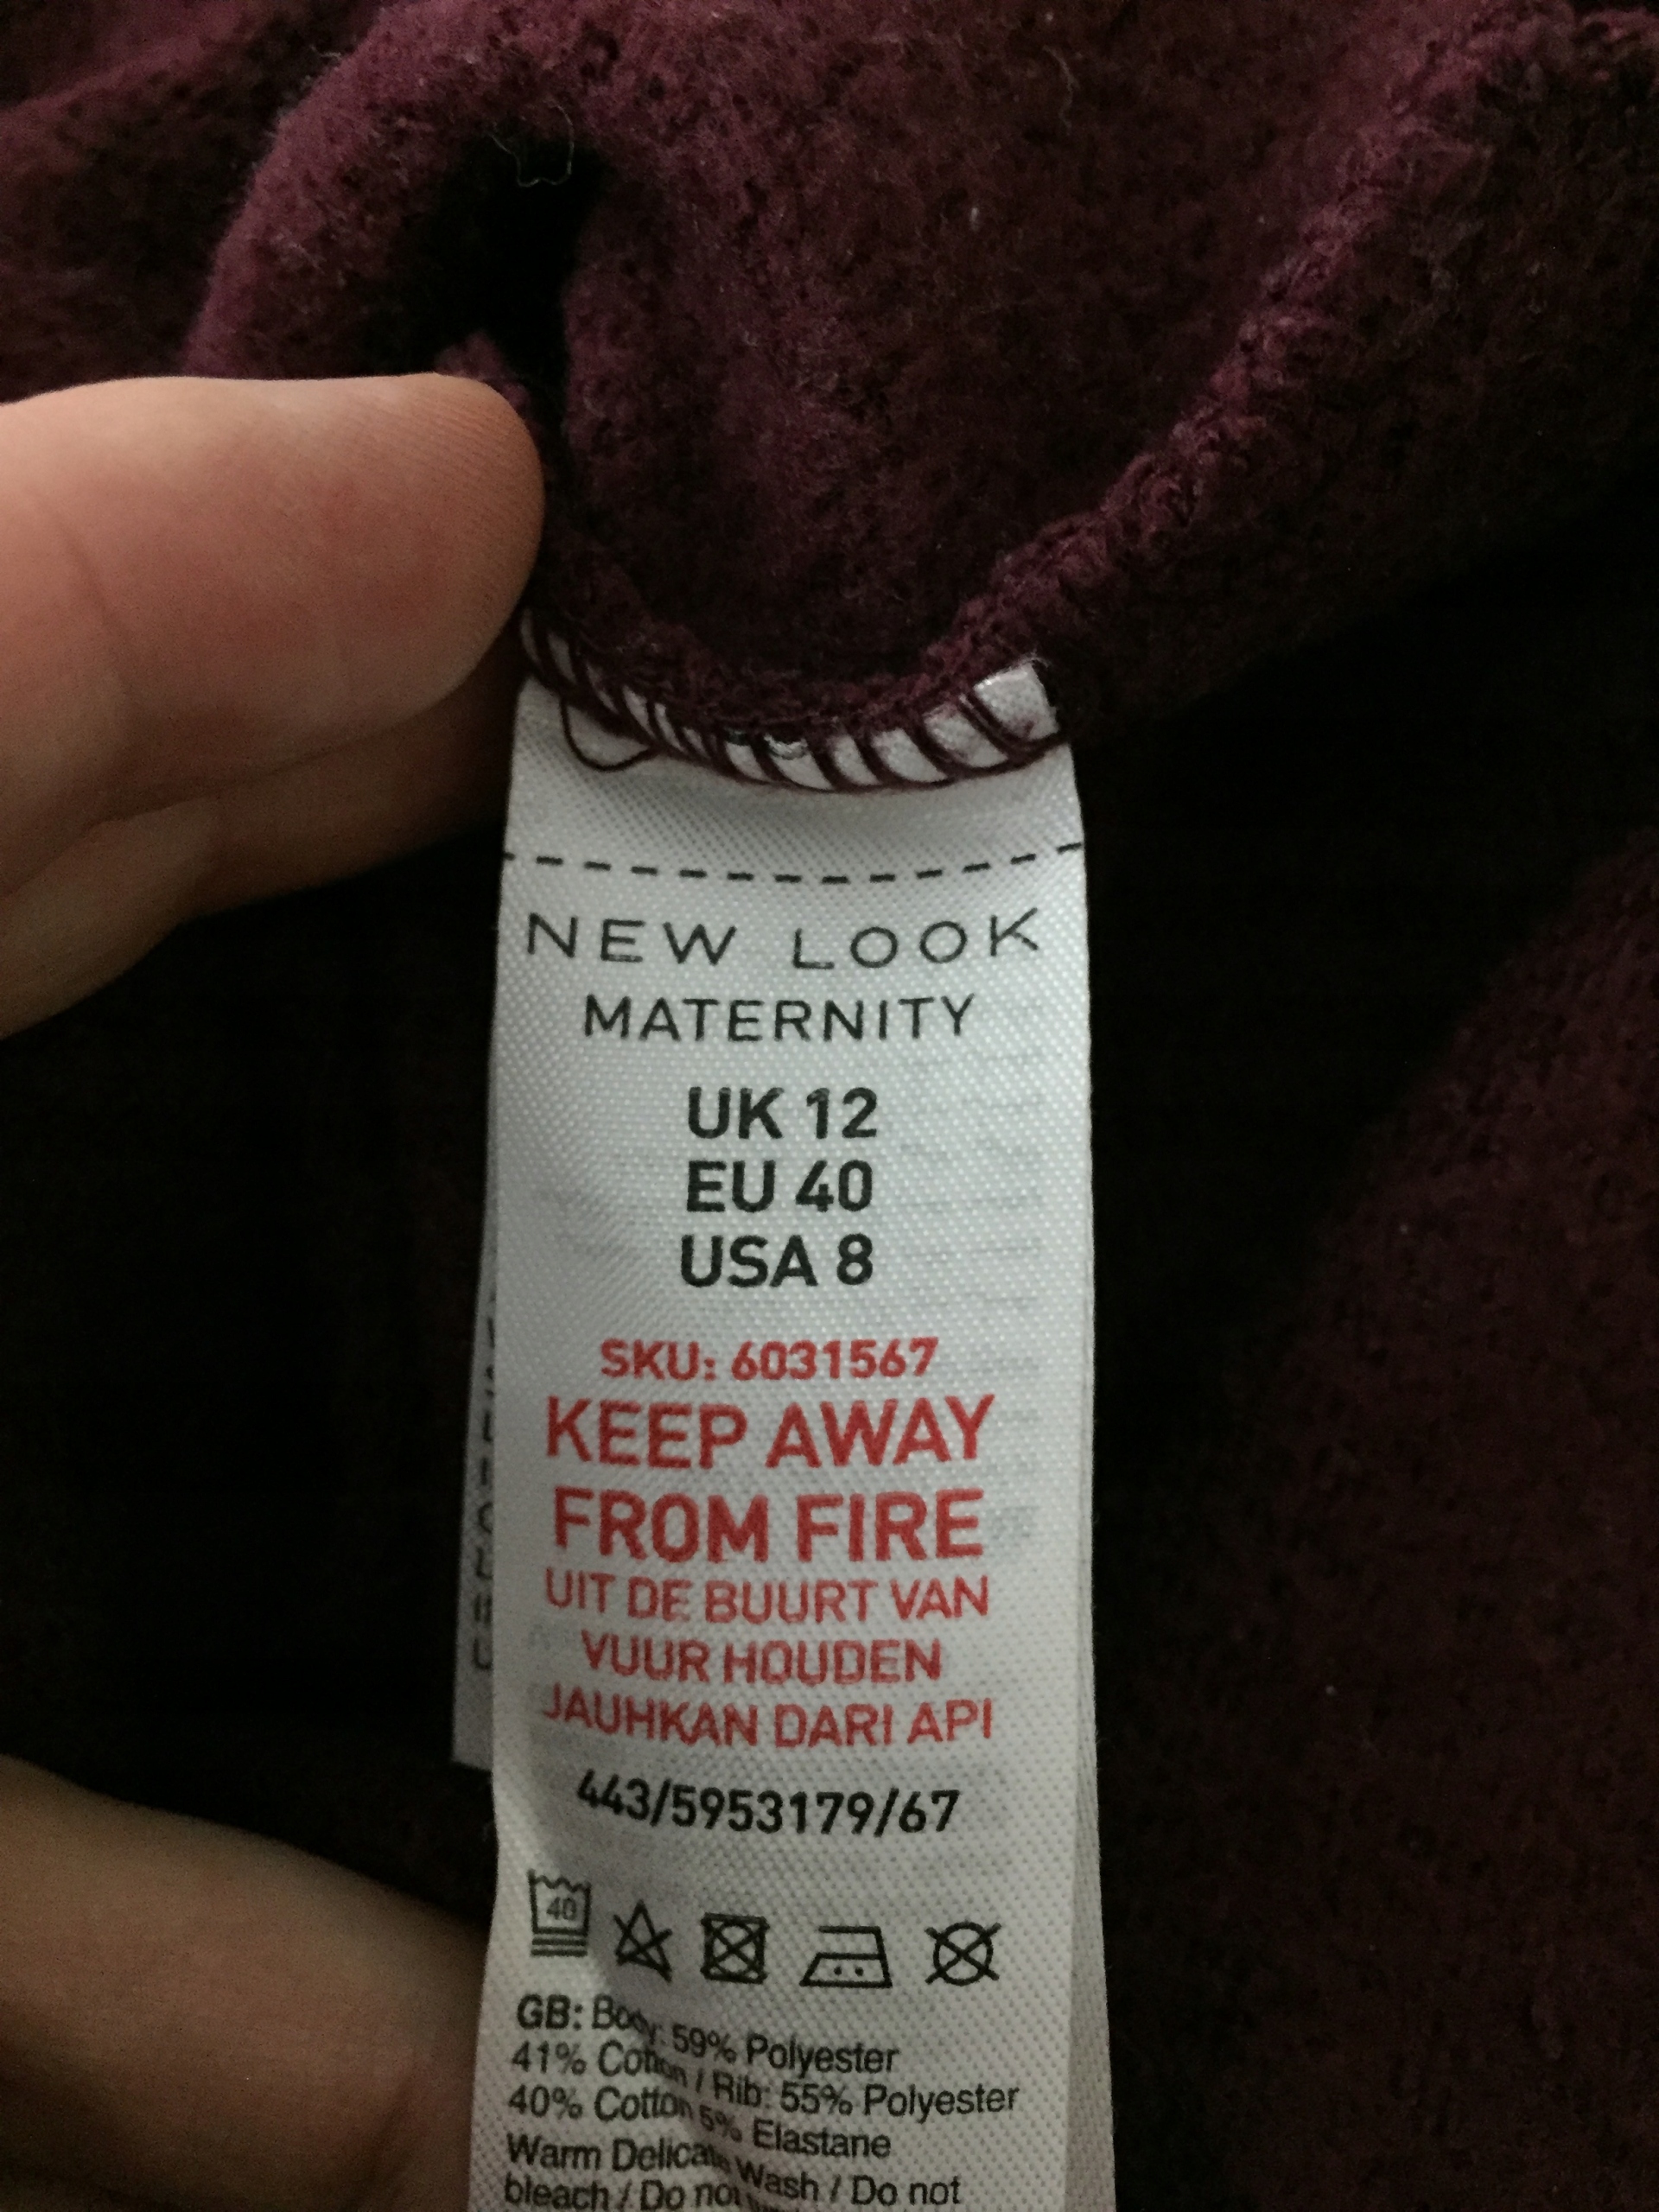 NEW LOOK
MATERNITY
UK 12
EU 40
USA 8
SKU: 6031567
KEEP AWAY
FROM FIRE
UIT DE BUURT VAN
VUUR HOUDEN
JAUHKAN DARI API
443/5953179/67
40
GB: Body: 59% Polyester
41% Cotton / Rib: 55% Polyester
40% Cotton 5% Elastane
Warm Delicate Wash / Do not
bleach / Do not